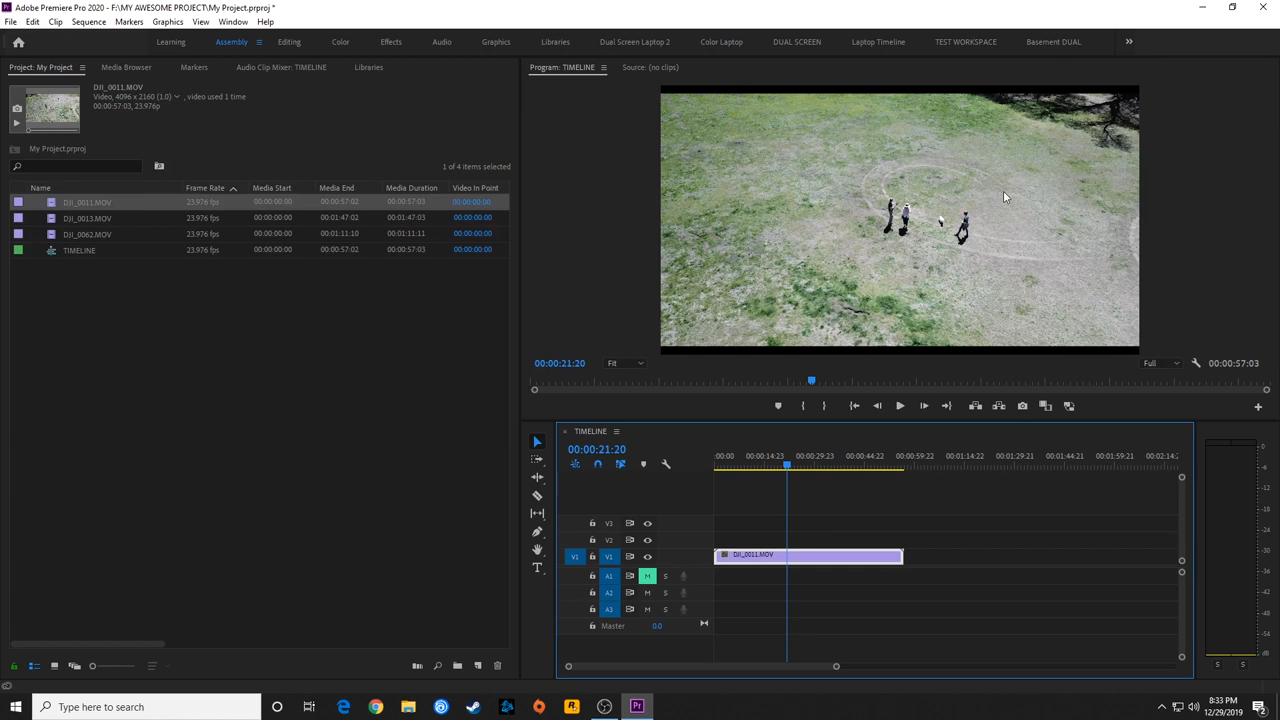 Adobe Premiere Pro 2020 - F:\MY AWESOME PROJECT\My Project.prproj *
File Edit Clip Sequence Markers Graphics View Window Help
Learning Assembly Editing Color Effects Audio Graphics Libraries Dual Screen Laptop 2 Color Laptop DUAL SCREEN Laptop Timeline TEST WORKSPACE Basement DUAL
Project: My Project Media Browser Markers Audio Clip Mixer: TIMELINE Libraries
Program: TIMELINE Source: (no clips)
DJI_0011.MOV
Video, 4096 x 2160 (1.0) , video used 1 time
00:00:57:03, 23.976p
My Project.prproj
1 of 4 items selected
Name Frame Rate Media Start Media End Media Duration Video In Point
DJI_0011.MOV 23.976 fps 00:00:00:00 00:00:57:02 00:00:57:03 00:00:00:00
DJI_0013.MOV 23.976 fps 00:00:00:00 00:01:47:02 00:01:47:03 00:00:00:00
DJI_0062.MOV 23.976 fps 00:00:00:00 00:01:11:10 00:01:11:11 00:00:00:00
TIMELINE 23.976 fps 00:00:00:00 00:00:57:02 00:00:57:03 00:00:00:00
00:00:21:20 Fit Full 00:00:57:03
TIMELINE
00:00:21:20
:00:00 00:00:14:23 00:00:29:23 00:00:44:22 00:00:59:22 00:01:14:22 00:01:29:21 00:01:44:21 00:01:59:21 00:02:14:2
V3
V2
V1 V1 DJI_0011.MOV
A1 M S
A2 M S
A3 M S
Master 0.0
0
-6
-12
-18
-24
-30
-36
-42
-48
-54
dB
S S
Type here to search
8:33 PM
12/29/2019
2